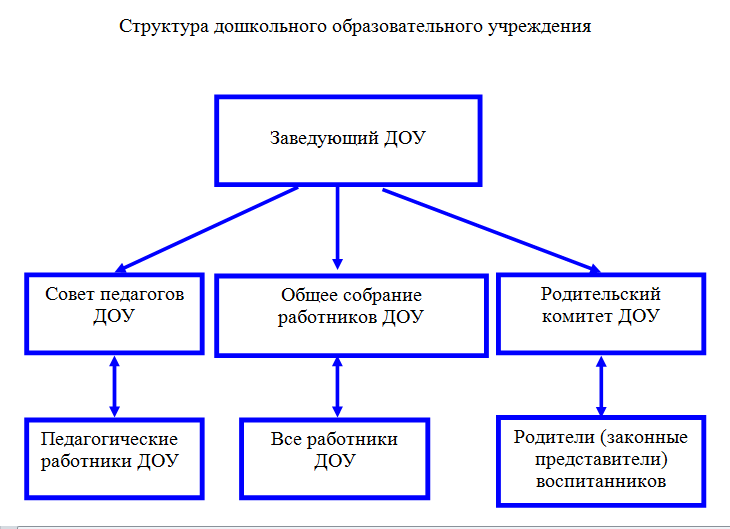 Структура дошкольного образовательного учреждения
Заведующий ДОУ
Совет педагогов
ДОУ
Общее собрание
работников ДОУ
Родительский
комитет ДОУ
Педагогические
работники ДОУ
Все работники
ДОУ
Родители (законные
представители)
воспитанников